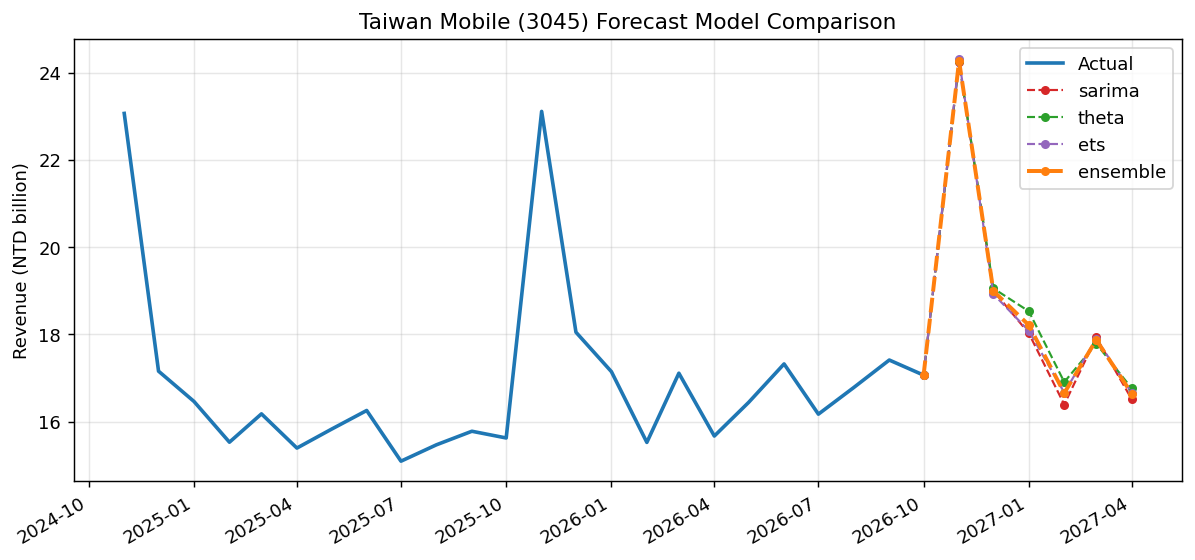 Taiwan Mobile (3045) Forecast Model Comparison
Revenue (NTD billion)
24
22
20
18
16
Actual
sarima
theta
ets
ensemble
2024-10
2025-01
2025-04
2025-07
2025-10
2026-01
2026-04
2026-07
2026-10
2027-01
2027-04